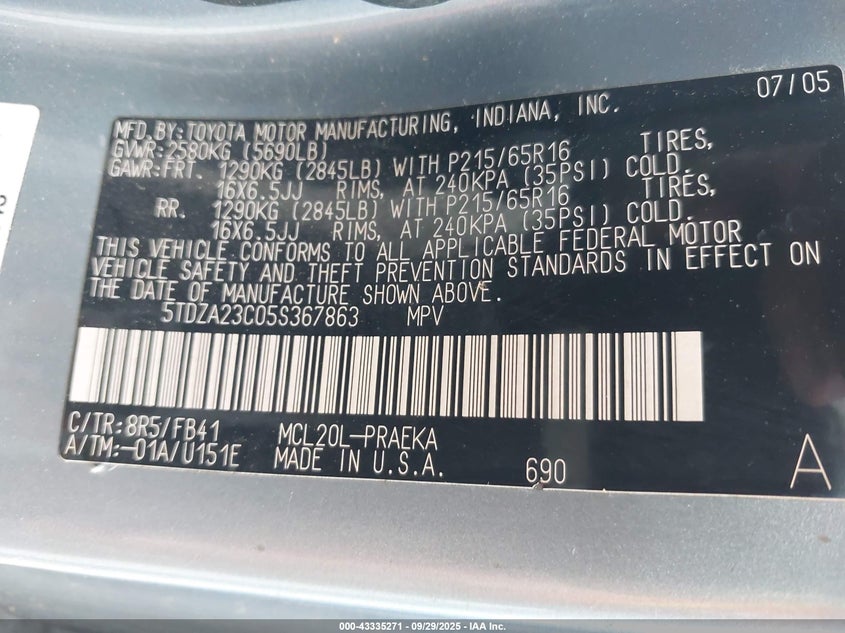 07/05
MFD.BY:TOYOTA MOTOR MANUFACTURING, INDIANA, INC.
GVWR:2580KG (5690LB)
GAWR:FRT. 1290KG (2845LB) WITH P215/65R16 TIRES,
16X6.5JJ RIMS, AT 240KPA (35PSI) COLD.
RR. 1290KG (2845LB) WITH P215/65R16 TIRES,
16X6.5JJ RIMS, AT 240KPA (35PSI) COLD.
THIS VEHICLE CONFORMS TO ALL APPLICABLE FEDERAL MOTOR
VEHICLE SAFETY AND THEFT PREVENTION STANDARDS IN EFFECT ON
THE DATE OF MANUFACTURE SHOWN ABOVE.
5TDZA23C05S367863 MPV
C/TR:8R5/FB41 MCL20L-PRAEKA
A/TM:-01A/U151E MADE IN U.S.A. 690 A
000-43335271 - 09/29/2025 - IAA Inc.